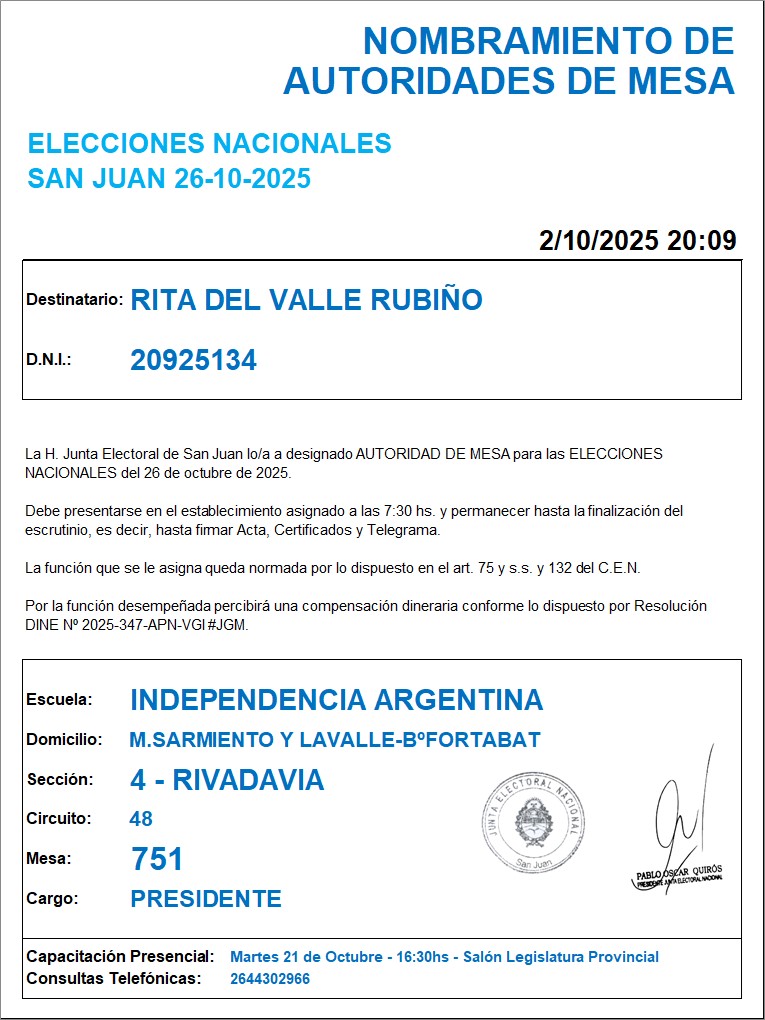 NOMBRAMIENTO DE
AUTORIDADES DE MESA
ELECCIONES NACIONALES
SAN JUAN 26-10-2025
2/10/2025 20:09
Destinatario: RITA DEL VALLE RUBIÑO
D.N.I.: 20925134
La H. Junta Electoral de San Juan lo/a a designado AUTORIDAD DE MESA para las ELECCIONES
NACIONALES del 26 de octubre de 2025.
Debe presentarse en el establecimiento asignado a las 7:30 hs. y permanecer hasta la finalización del
escrutinio, es decir, hasta firmar Acta, Certificados y Telegrama.
La función que se le asigna queda normada por lo dispuesto en el art. 75 y s.s. y 132 del C.E.N.
Por la función desempeñada percibirá una compensación dineraria conforme lo dispuesto por Resolución
DINE Nº 2025-347-APN-VGI#JGM.
Escuela: INDEPENDENCIA ARGENTINA
Domicilio: M.SARMIENTO Y LAVALLE-BºFORTABAT
Sección: 4 - RIVADAVIA
Circuito: 48
Mesa: 751
Cargo: PRESIDENTE
JUNTA ELECTORAL NACIONAL
San Juan
PABLO OSCAR QUIRÓS
PRESIDENTE JUNTA ELECTORAL NACIONAL
Capacitación Presencial: Martes 21 de Octubre - 16:30hs - Salón Legislatura Provincial
Consultas Telefónicas: 2644302966